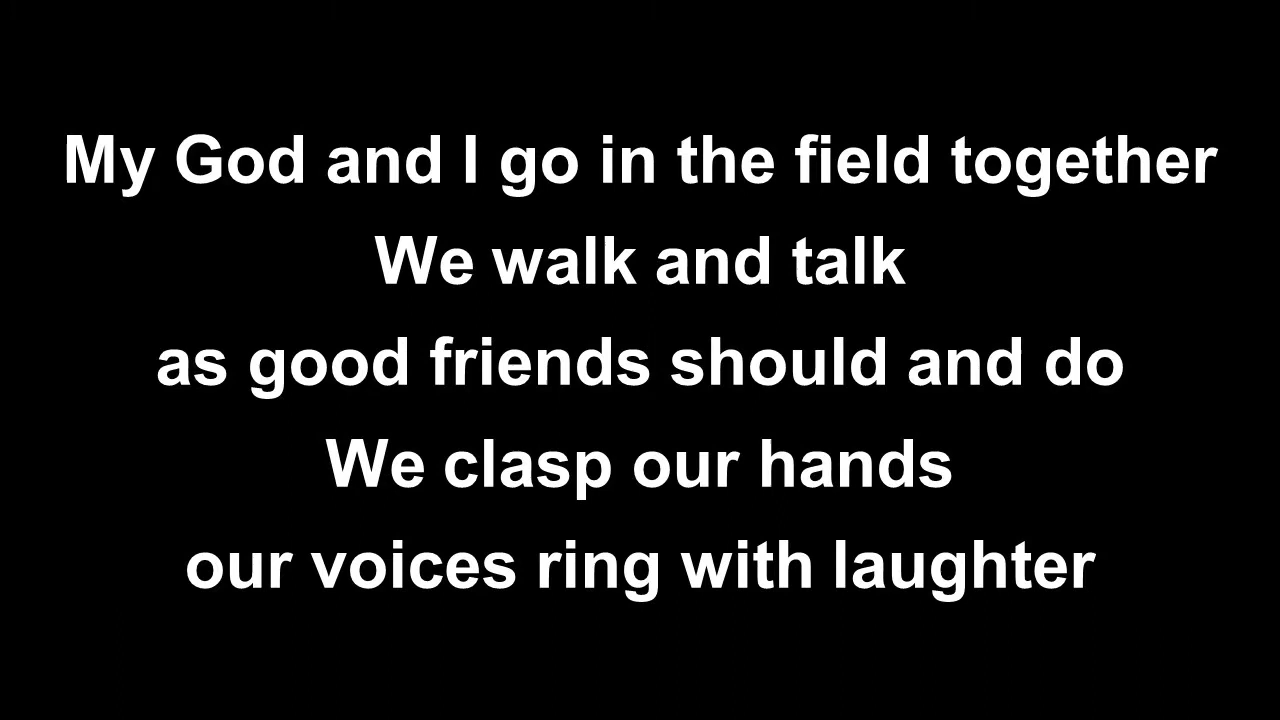 My God and I go in the field together
We walk and talk
as good friends should and do
We clasp our hands
our voices ring with laughter